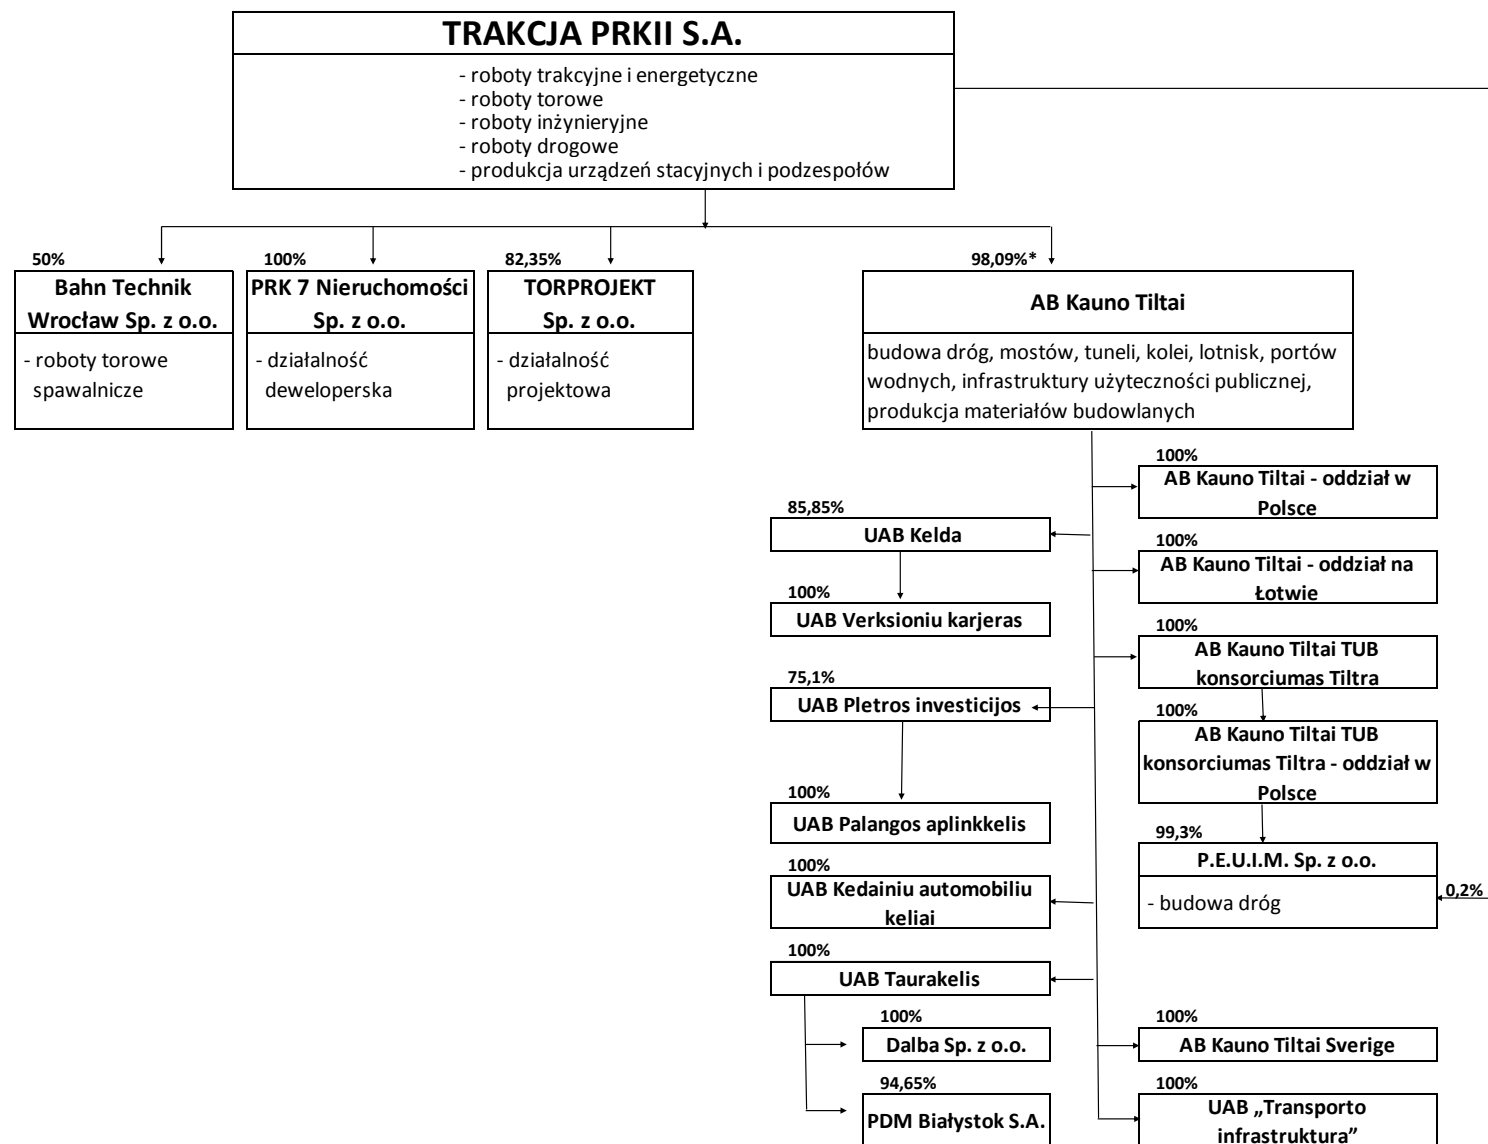 TRAKCJA PRKII S.A.
- roboty trakcyjne i energetyczne
- roboty torowe
- roboty inżynieryjne
- roboty drogowe
- produkcja urządzeń stacyjnych i podzespołów
50%
Bahn Technik
Wrocław Sp. z o.o.
- roboty torowe
spawalnicze
100%
PRK 7 Nieruchomości
Sp. z o.o.
- działalność
deweloperska
82,35%
TORPROJEKT
Sp. z o.o.
- działalność
projektowa
98,09%*
AB Kauno Tiltai
budowa dróg, mostów, tuneli, kolei, lotnisk, portów
wodnych, infrastruktury użyteczności publicznej,
produkcja materiałów budowlanych
85,85%
UAB Kelda
100%
UAB Verksioniu karjeras
75,1%
UAB Pletros investicijos
100%
UAB Palangos aplinkkelis
100%
UAB Kedainiu automobiliu
keliai
100%
UAB Taurakelis
100%
Dalba Sp. z o.o.
94,65%
PDM Białystok S.A.
100%
AB Kauno Tiltai - oddział w
Polsce
100%
AB Kauno Tiltai - oddział na
Łotwie
100%
AB Kauno Tiltai TUB
konsorciumas Tiltra
100%
AB Kauno Tiltai TUB
konsorciumas Tiltra - oddział w
Polsce
99,3%
P.E.U.I.M. Sp. z o.o.
- budowa dróg
0,2%
100%
AB Kauno Tiltai Sverige
100%
UAB „Transporto
infrastruktura”